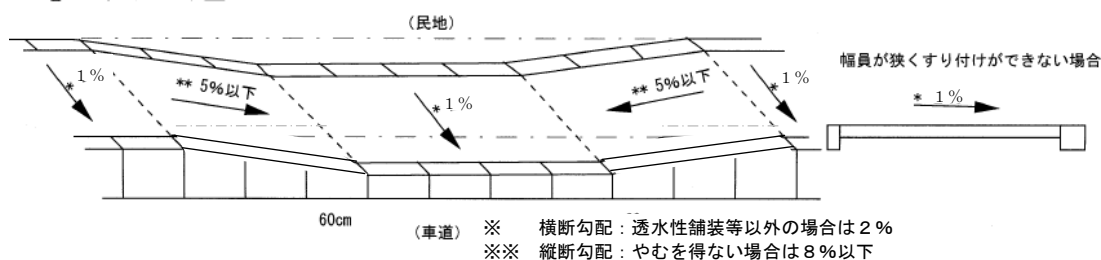 (民地)
幅員が狭くすり付けができない場合
*1%
** 5%以下
*1%
** 5%以下
*1%
* 1%
60cm
(車道)
※ 横断勾配：透水性舗装等以外の場合は2%
※※ 縦断勾配：やむを得ない場合は8%以下